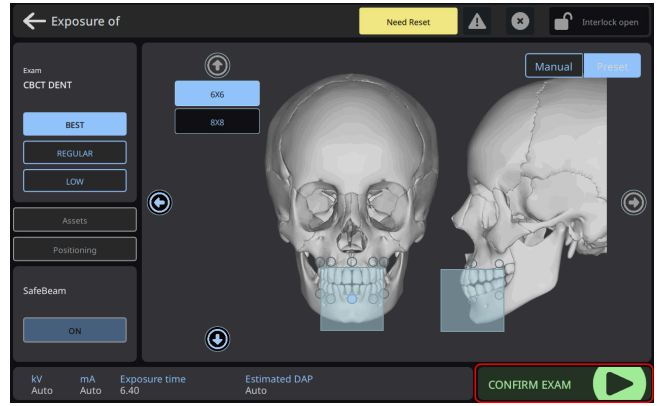 Exposure of
Need Reset
Interlock open
Exam
CBCT DENT
BEST
REGULAR
LOW
Assets
Positioning
SafeBeam
ON
6X6
8X8
Manual
Preset
kV
Auto
mA
Auto
Exposure time
6.40
Estimated DAP
Auto
CONFIRM EXAM